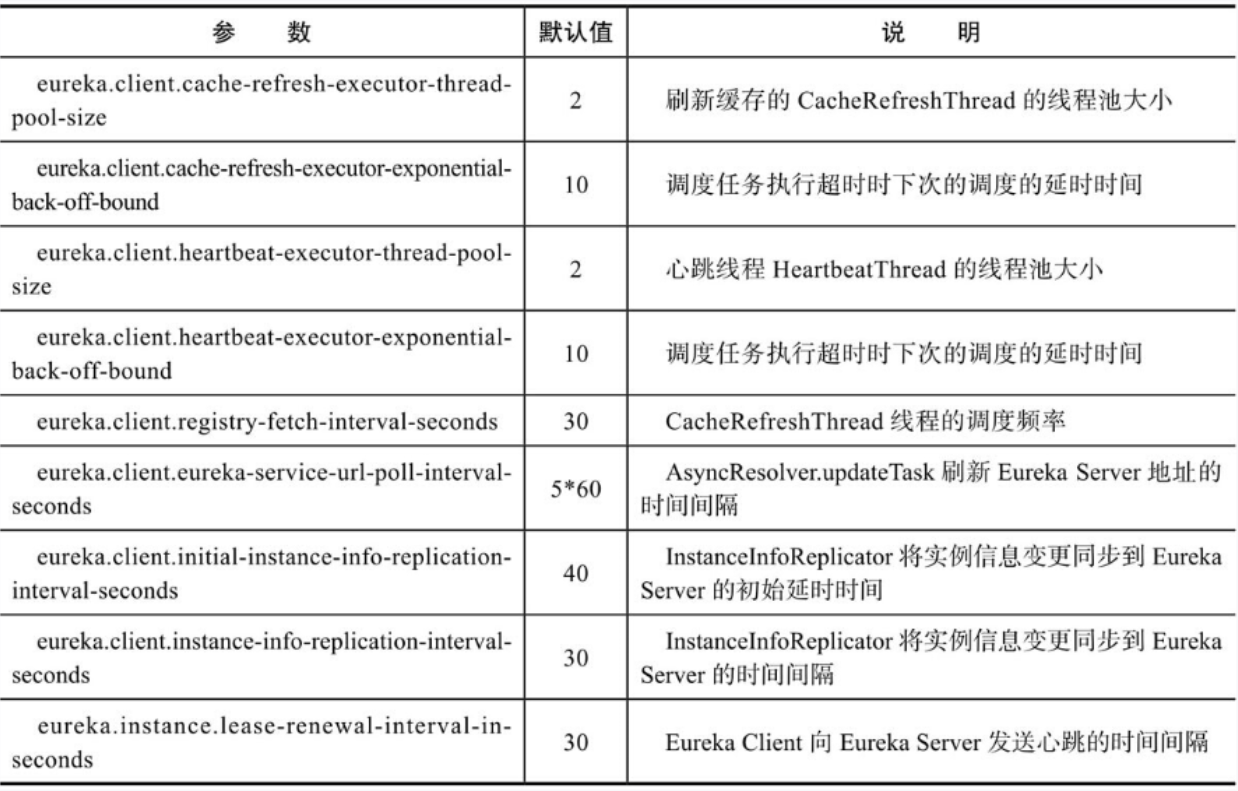 参 数 默认值 说 明
eureka.client.cache-refresh-executor-thread-
pool-size
2
刷新缓存的 CacheRefreshThread 的线程池大小
eureka.client.cache-refresh-executor-exponential-
back-off-bound
10
调度任务执行超时时下次的调度的延时时间
eureka.client.heartbeat-executor-thread-pool-
size
2
心跳线程 HeartbeatThread 的线程池大小
eureka.client.heartbeat-executor-exponential-
back-off-bound
10
调度任务执行超时时下次的调度的延时时间
eureka.client.registry-fetch-interval-seconds
30
CacheRefreshThread 线程的调度频率
eureka.client.eureka-service-url-poll-interval-
seconds
5*60
AsyncResolver.updateTask 刷新 Eureka Server 地址的
时间间隔
eureka.client.initial-instance-info-replication-
interval-seconds
40
InstanceInfoReplicator 将实例信息变更同步到 Eureka
Server 的初始延时时间
eureka.client.instance-info-replication-interval-
seconds
30
InstanceInfoReplicator 将实例信息变更同步到 Eureka
Server 的时间间隔
eureka.instance.lease-renewal-interval-in-
seconds
30
Eureka Client 向 Eureka Server 发送心跳的时间间隔